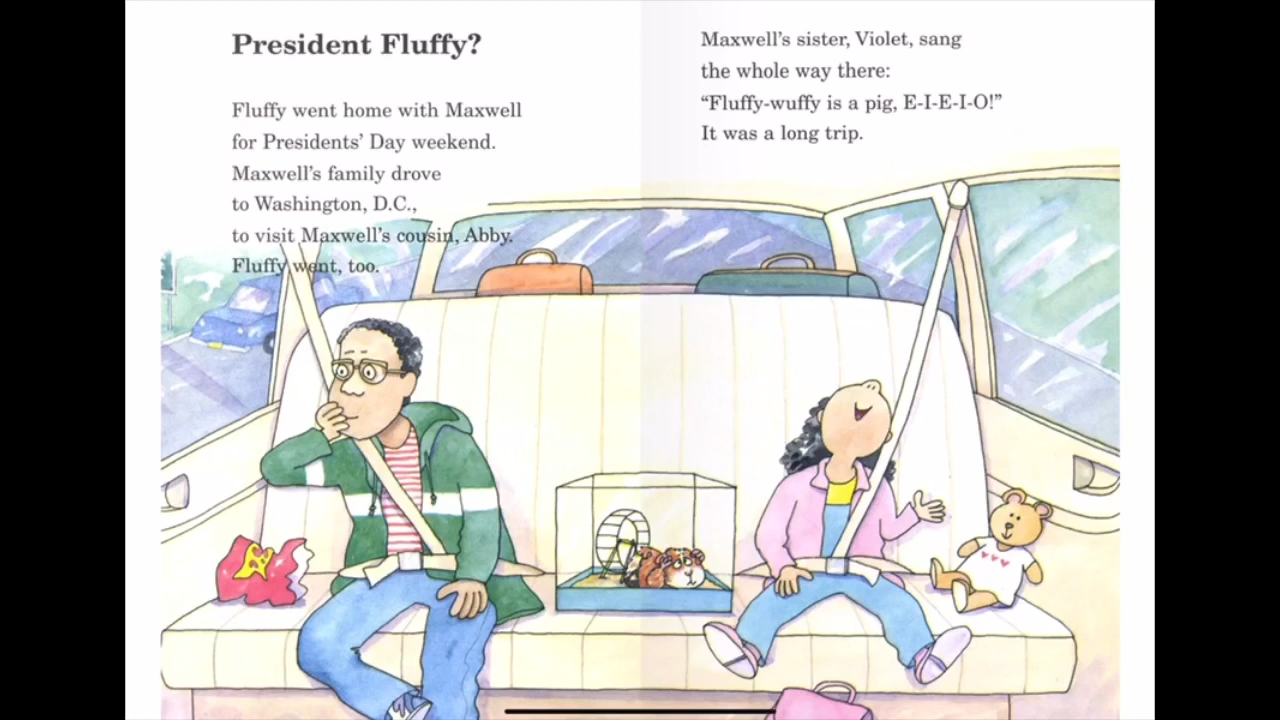 President Fluffy?
Fluffy went home with Maxwell
for Presidents’ Day weekend.
Maxwell’s family drove
to Washington, D.C.,
to visit Maxwell’s cousin, Abby.
Fluffy went, too.
Maxwell’s sister, Violet, sang
the whole way there:
“Fluffy-wuffy is a pig, E-I-E-I-O!”
It was a long trip.